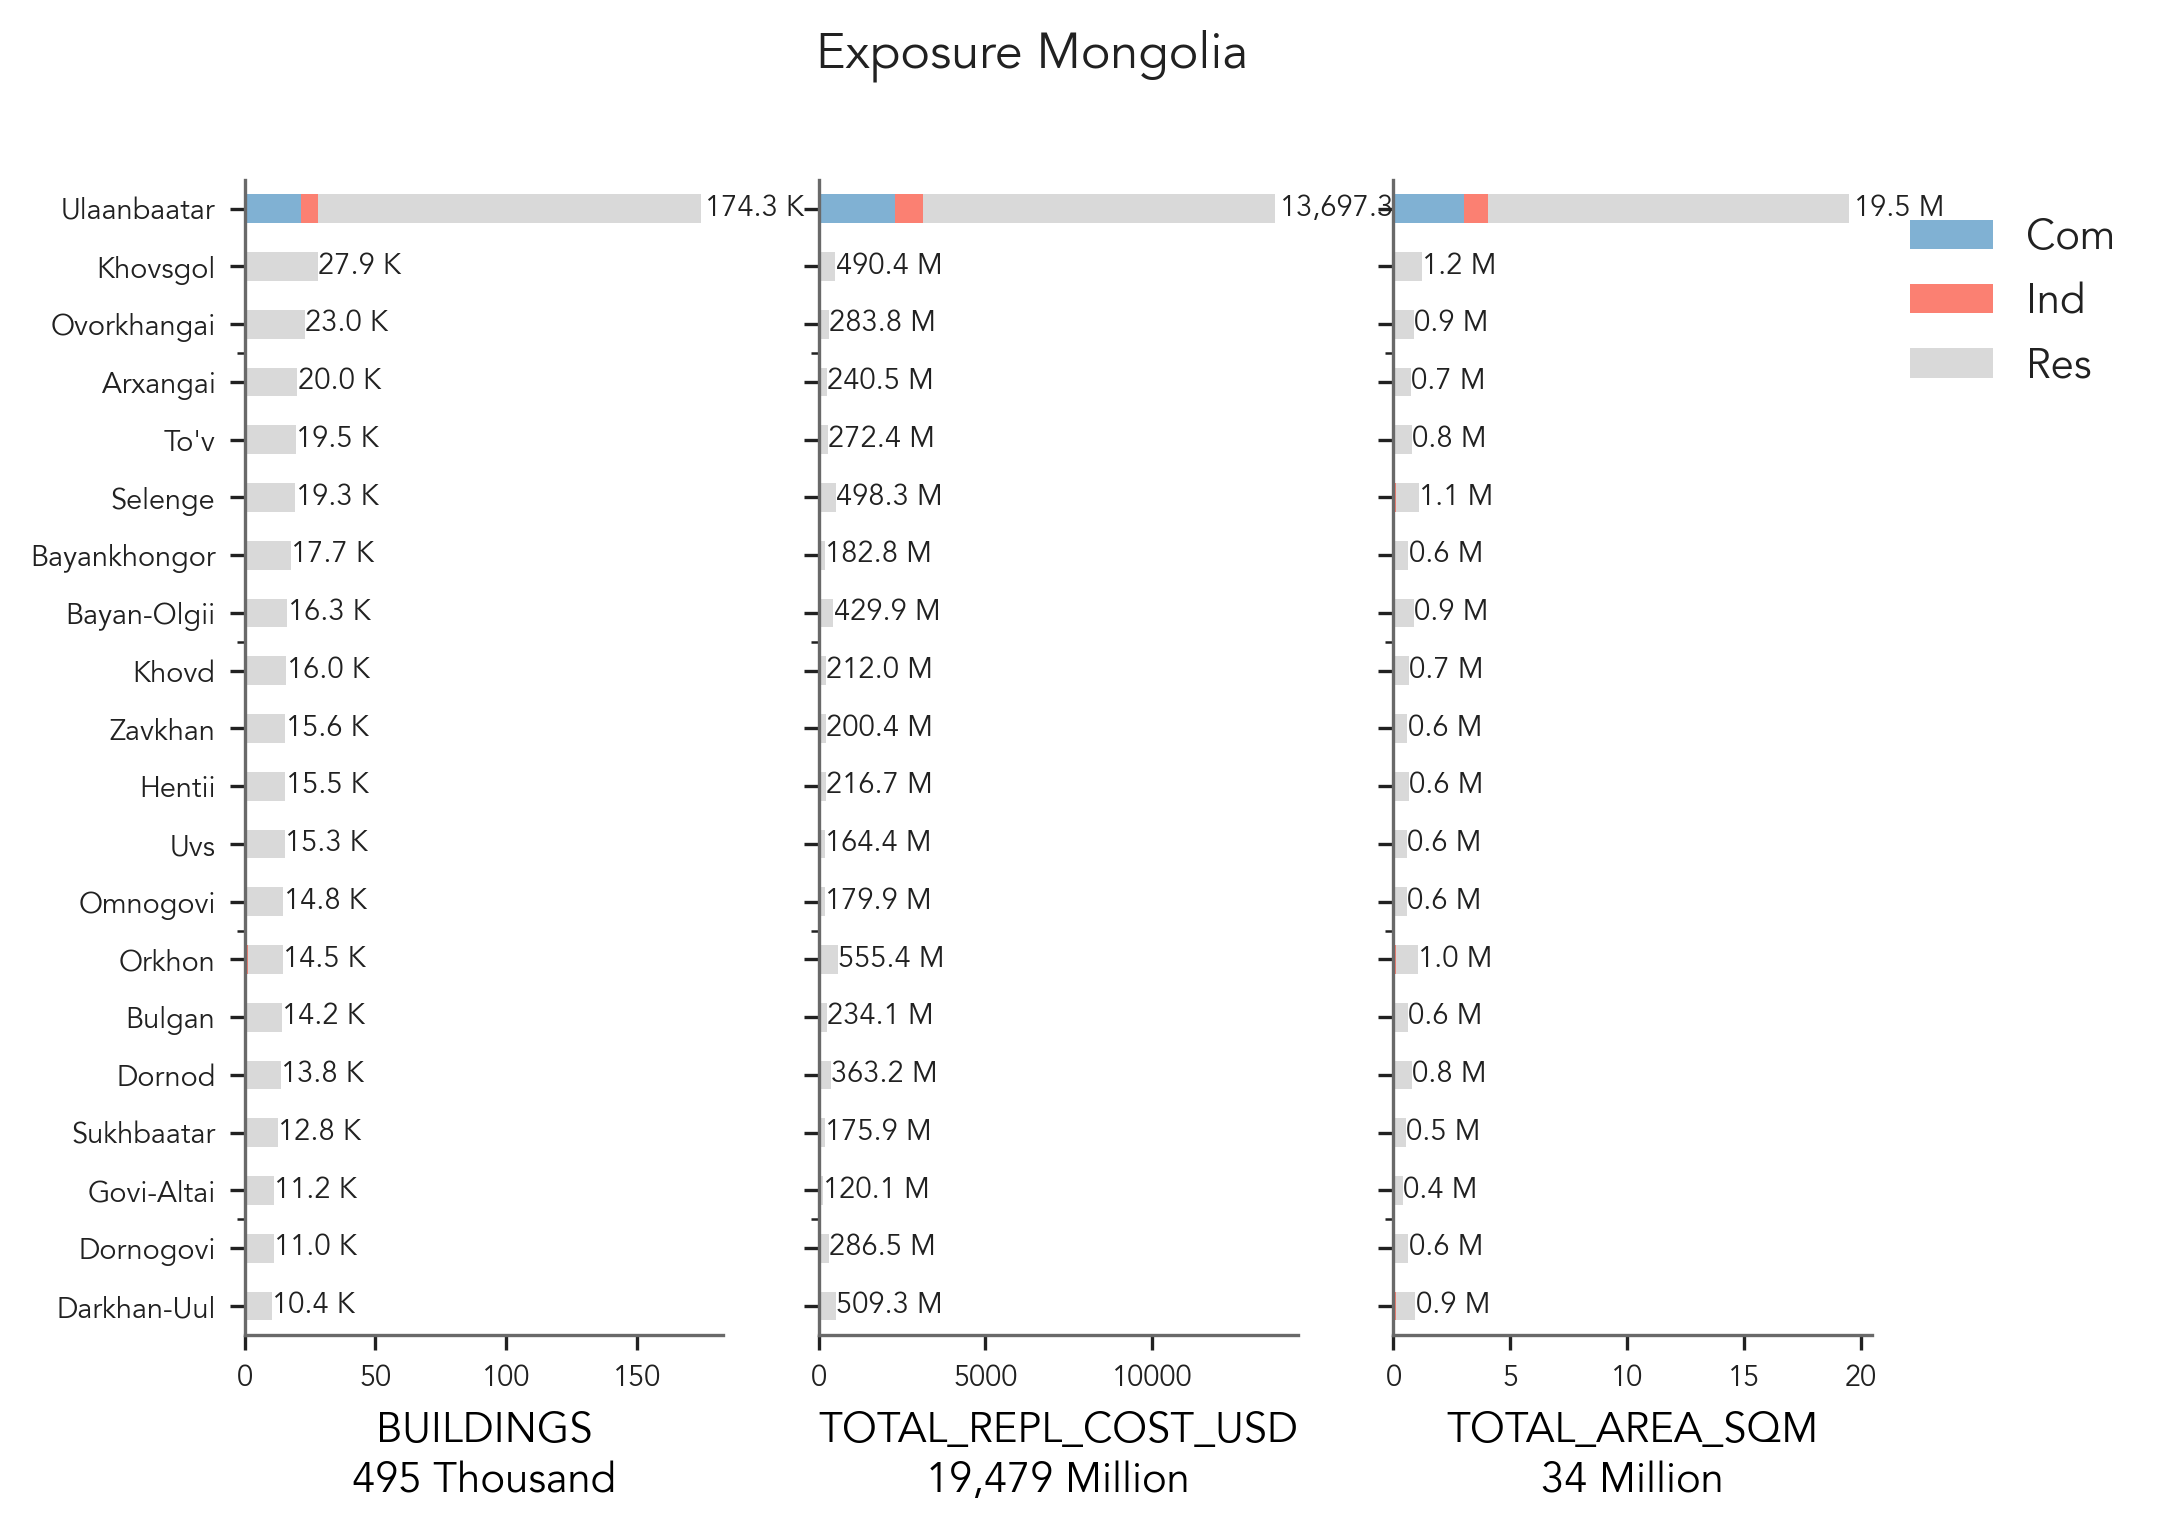 Exposure Mongolia
Ulaanbaatar 174.3 K 13,697.3 19.5 M
Khovsgol 27.9 K 490.4 M 1.2 M
Ovorkhangai 23.0 K 283.8 M 0.9 M
Arxangai 20.0 K 240.5 M 0.7 M
To'v 19.5 K 272.4 M 0.8 M
Selenge 19.3 K 498.3 M 1.1 M
Bayankhongor 17.7 K 182.8 M 0.6 M
Bayan-Olgii 16.3 K 429.9 M 0.9 M
Khovd 16.0 K 212.0 M 0.7 M
Zavkhan 15.6 K 200.4 M 0.6 M
Hentii 15.5 K 216.7 M 0.6 M
Uvs 15.3 K 164.4 M 0.6 M
Omnogovi 14.8 K 179.9 M 0.6 M
Orkhon 14.5 K 555.4 M 1.0 M
Bulgan 14.2 K 234.1 M 0.6 M
Dornod 13.8 K 363.2 M 0.8 M
Sukhbaatar 12.8 K 175.9 M 0.5 M
Govi-Altai 11.2 K 120.1 M 0.4 M
Dornogovi 11.0 K 286.5 M 0.6 M
Darkhan-Uul 10.4 K 509.3 M 0.9 M
0 50 100 150
BUILDINGS
495 Thousand
0 5000 10000
TOTAL_REPL_COST_USD
19,479 Million
0 5 10 15 20
TOTAL_AREA_SQM
34 Million
Com
Ind
Res